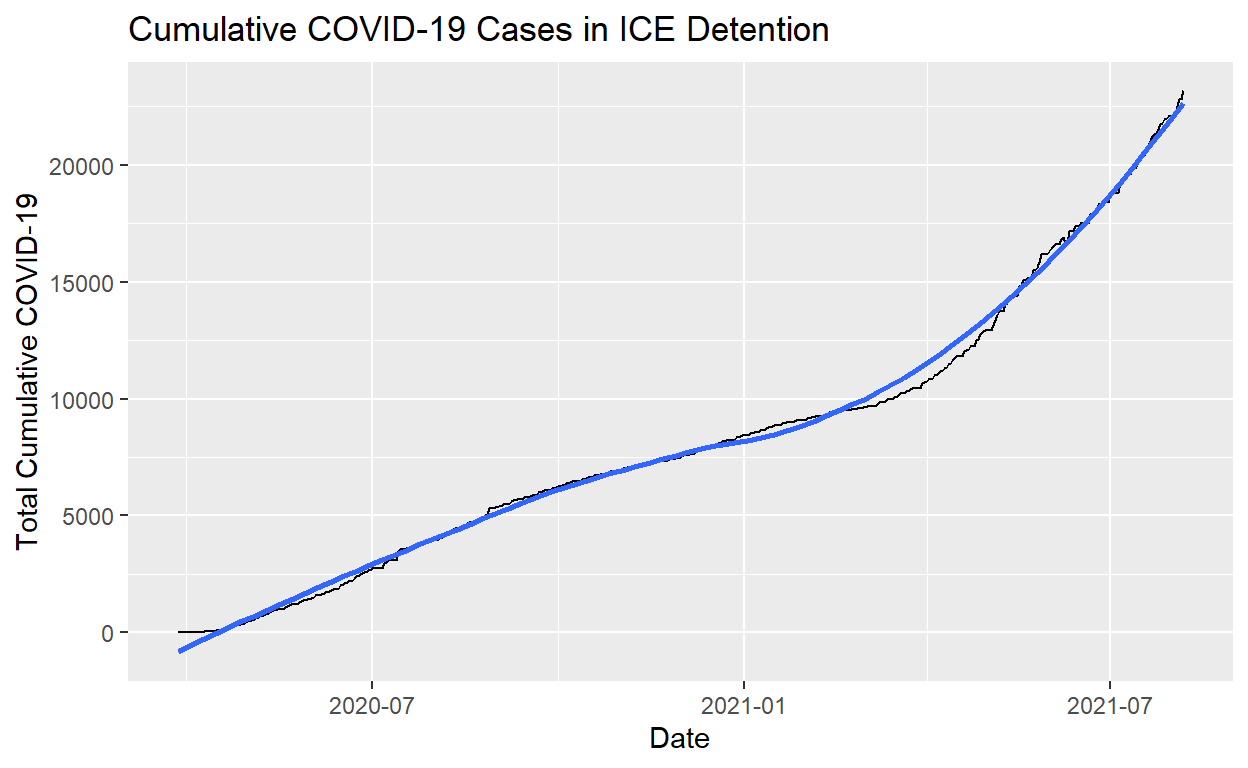 Cumulative COVID-19 Cases in ICE Detention
Total Cumulative COVID-19
20000
15000
10000
5000
0
2020-07
2021-01
2021-07
Date